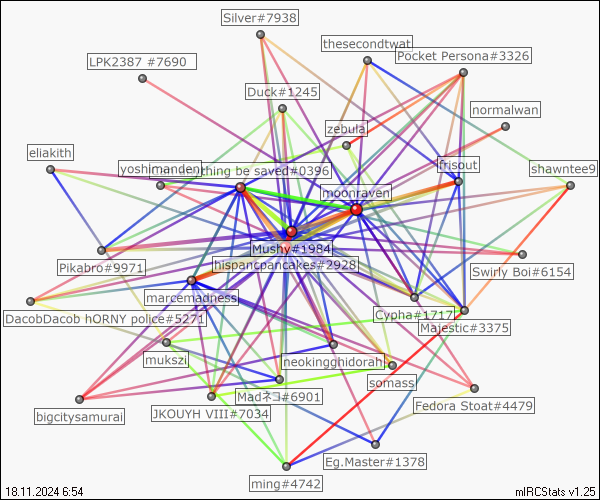 Silver#7938
thesecondtwat
Pocket Persona#3326
LPK2387 #7690
Duck#1245
normalwan
zebula
eliakith
yoshimanden
thing be saved#0396
frisout
shawntee9
moonraven
Mushy#1984
Pikabro#9971
hispancpancakes#2928
Swirly Boi#6154
marcemadness
DacobDacob hORNY police#5271
Cypha#1717
Majestic#3375
mukszi
neokingghidorah
somass
bigcitysamurai
JKOUYH VIII#7034
Madネコ#6901
Fedora Stoat#4479
Eg.Master#1378
ming#4742
18.11.2024 6:54
mIRCStats v1.25